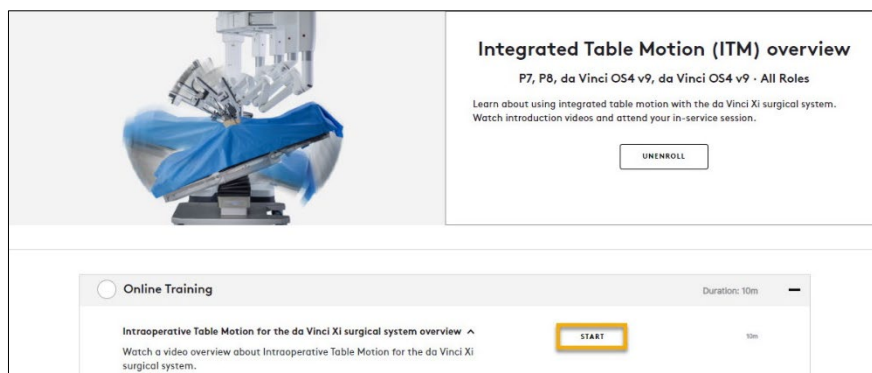 Integrated Table Motion (ITM) overview
P7, P8, da Vinci OS4 v9, da Vinci OS4 v9 · All Roles
Learn about using integrated table motion with the da Vinci Xi surgical system.
Watch introduction videos and attend your in-service session.
UNENROLL
Online Training
Duration: 10m
Intraoperative Table Motion for the da Vinci Xi surgical system overview
START
10m
Watch a video overview about Intraoperative Table Motion for the da Vinci Xi
surgical system.